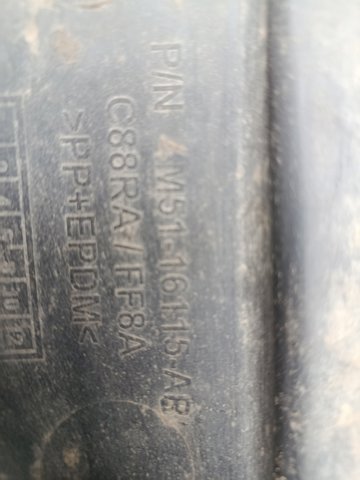 P/N 4M51-16115-AB
C88RA/FF8A
>PP+EPDM<